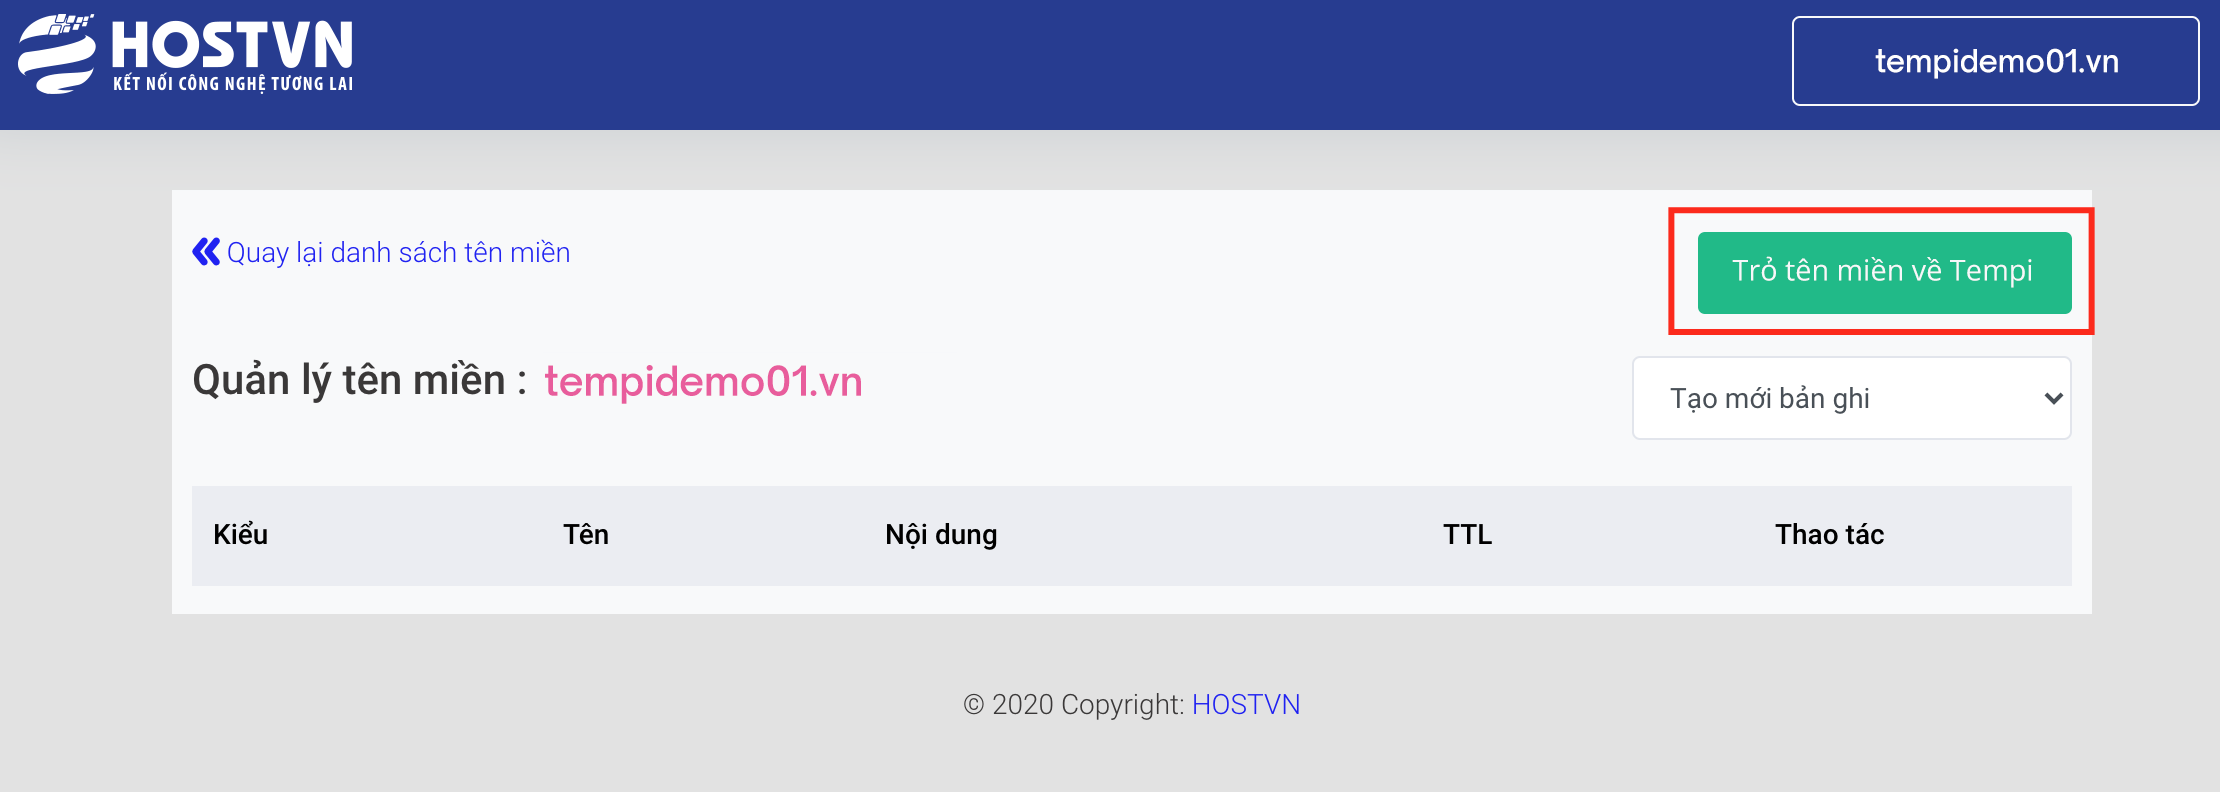 HOSTVN
KẾT NỐI CÔNG NGHỆ TƯƠNG LAI
tempidemo01.vn
Quay lại danh sách tên miền
Trỏ tên miền về Tempi
Quản lý tên miền : tempidemo01.vn
Tạo mới bản ghi
Kiểu Tên Nội dung TTL Thao tác
© 2020 Copyright: HOSTVN